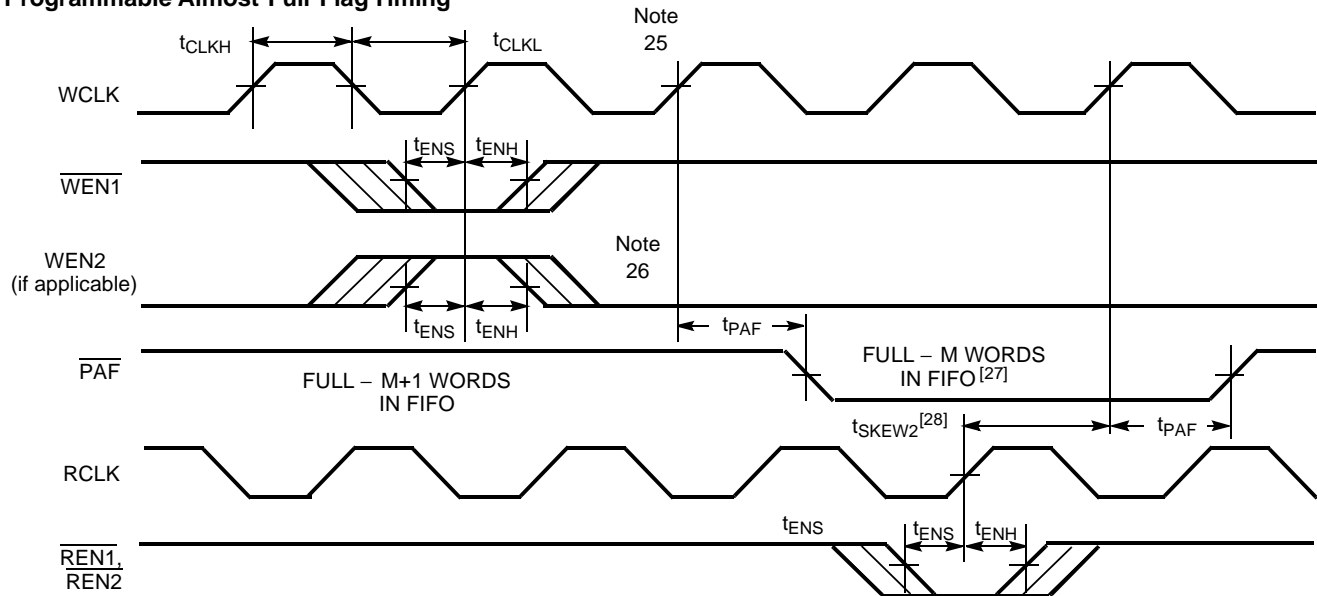 Programmable Almost Full Flag Timing
Note
25
tCLKH
tCLKL
WCLK
tENS
tENH
WEN1
Note
26
WEN2
(if applicable)
tENS
tENH
tPAF
PAF
FULL − M+1 WORDS
IN FIFO
FULL − M WORDS
IN FIFO[27]
tSKEW2[28]
tPAF
RCLK
tENS
tENS
tENH
REN1,
REN2